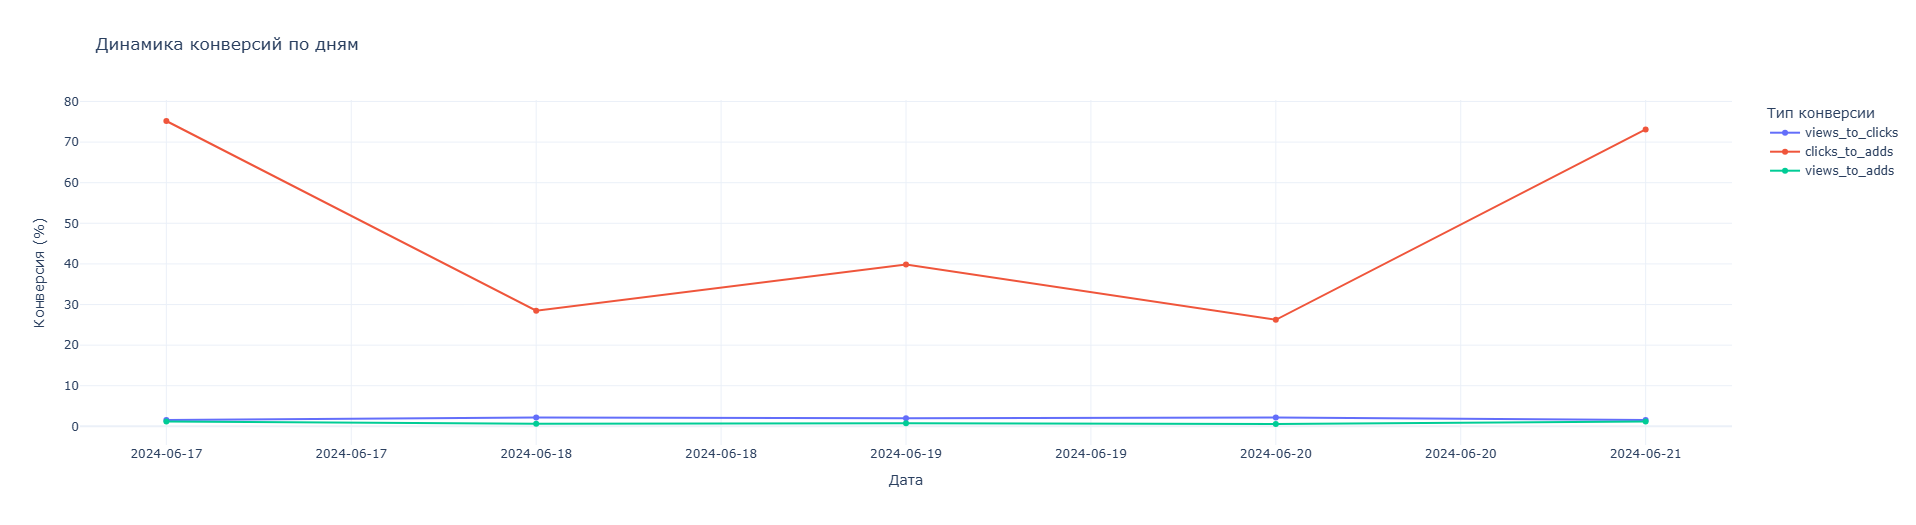 Динамика конверсий по дням
Тип конверсии
views_to_clicks
clicks_to_adds
views_to_adds
Конверсия (%)
80
70
60
50
40
30
20
10
0
2024-06-17 2024-06-17 2024-06-18 2024-06-18 2024-06-19 2024-06-19 2024-06-20 2024-06-20 2024-06-21
Дата